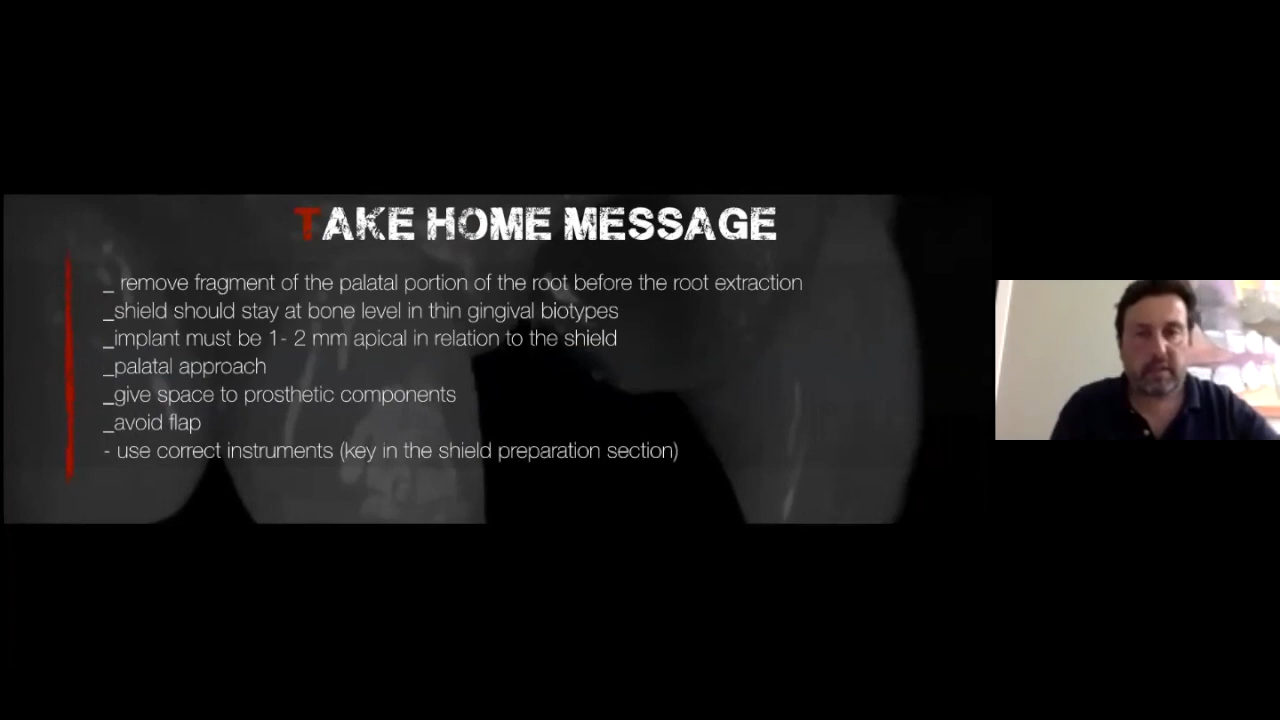 TAKE HOME MESSAGE
_ remove fragment of the palatal portion of the root before the root extraction
_shield should stay at bone level in thin gingival biotypes
_implant must be 1- 2 mm apical in relation to the shield
_palatal approach
_give space to prosthetic components
_avoid flap
- use correct instruments (key in the shield preparation section)